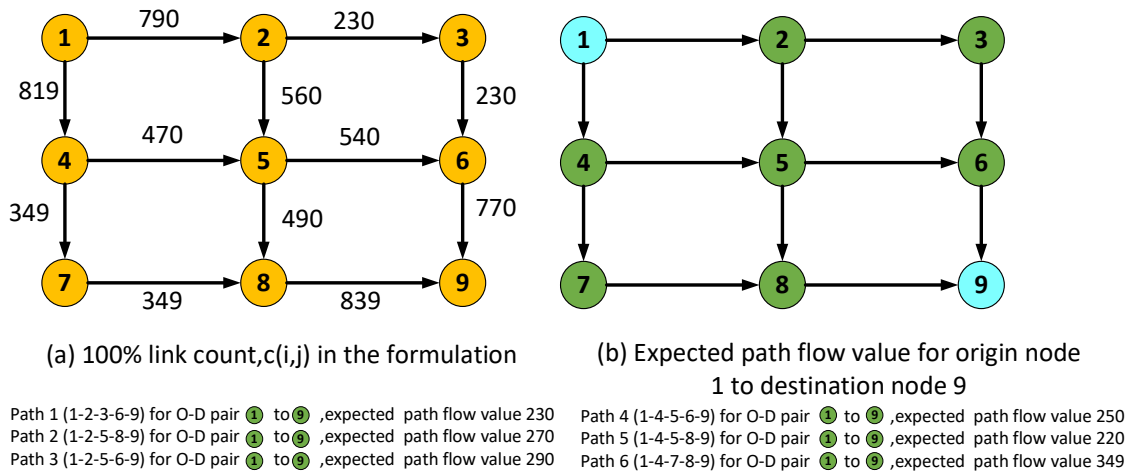 1 790 2 230 3
819 560 230
4 470 5 540 6
349 490 770
7 349 8 839 9
(a) 100% link count,c(i,j) in the formulation
1 2 3
4 5 6
7 8 9
(b) Expected path flow value for origin node
1 to destination node 9
Path 1 (1-2-3-6-9) for O-D pair 1 to 9 ,expected path flow value 230
Path 2 (1-2-5-8-9) for O-D pair 1 to 9 ,expected path flow value 270
Path 3 (1-2-5-6-9) for O-D pair 1 to 9 ,expected path flow value 290
Path 4 (1-4-5-6-9) for O-D pair 1 to 9 ,expected path flow value 250
Path 5 (1-4-5-8-9) for O-D pair 1 to 9 ,expected path flow value 220
Path 6 (1-4-7-8-9) for O-D pair 1 to 9 ,expected path flow value 349